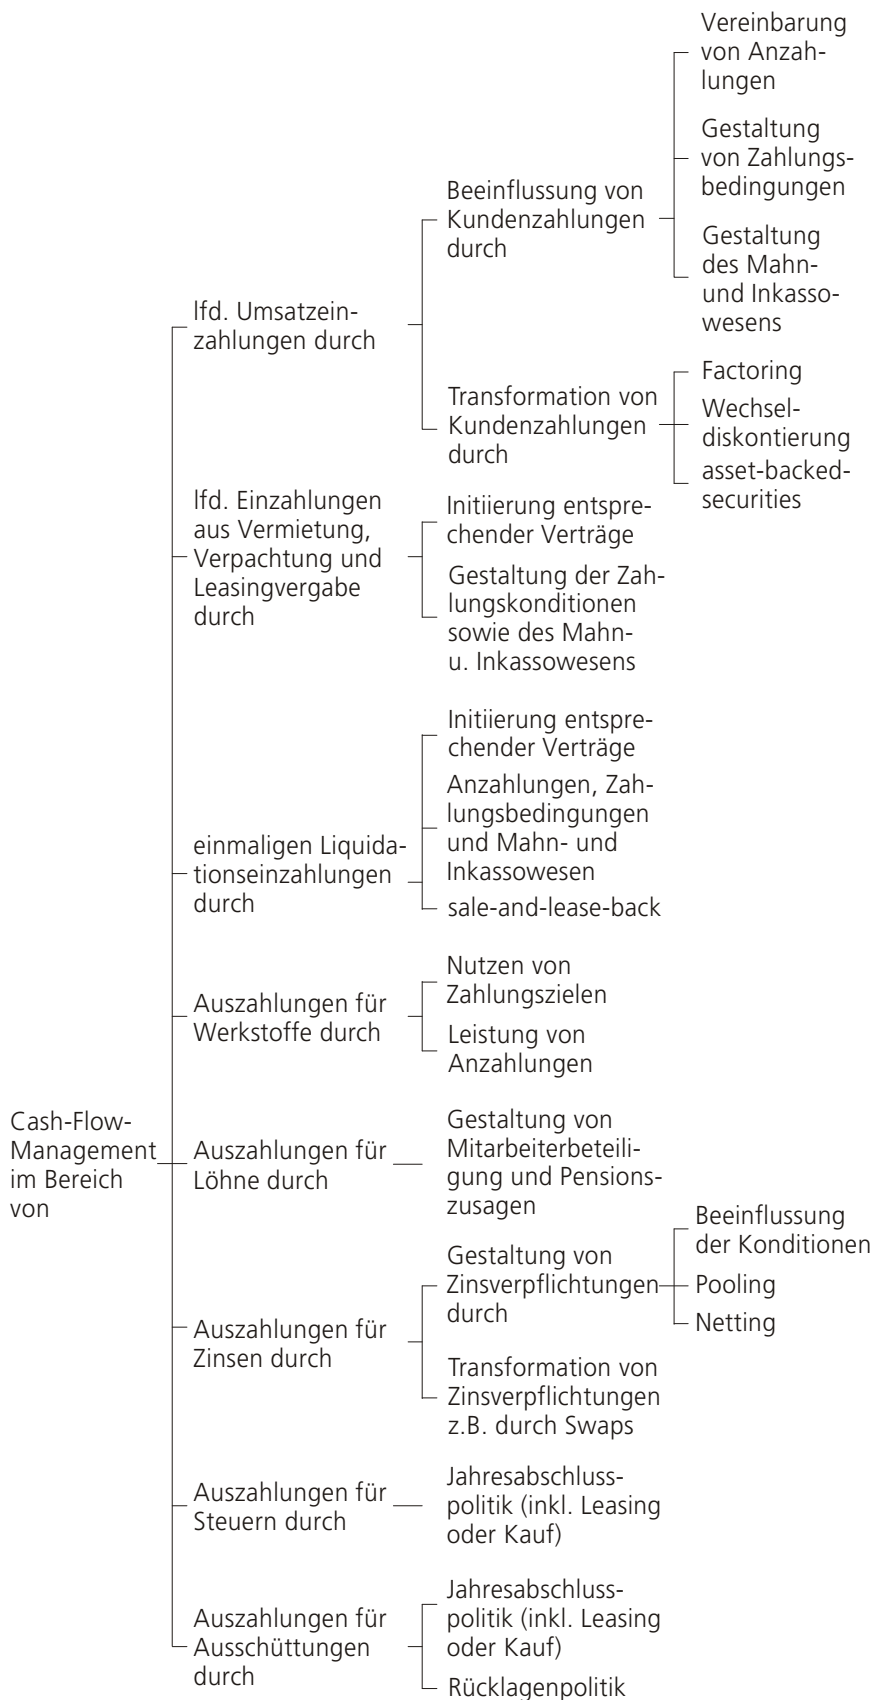 Cash-Flow-
Management
im Bereich
von
lfd. Umsatzein-
zahlungen durch
Beeinflussung von
Kundenzahlungen
durch
Vereinbarung
von Anzah-
lungen
Gestaltung
von Zahlungs-
bedingungen
Gestaltung
des Mahn-
und Inkasso-
wesens
Transformation von
Kundenzahlungen
durch
Factoring
Wechsel-
diskontierung
asset-backed-
securities
lfd. Einzahlungen
aus Vermietung,
Verpachtung und
Leasingvergabe
durch
Initiierung entspre-
chender Verträge
Gestaltung der Zah-
lungskonditionen
sowie des Mahn-
u. Inkassowesens
einmaligen Liquida-
tionseinzahlungen
durch
Initiierung entspre-
chender Verträge
Anzahlungen, Zah-
lungsbedingungen
und Mahn- und
Inkassowesen
sale-and-lease-back
Auszahlungen für
Werkstoffe durch
Nutzen von
Zahlungszielen
Leistung von
Anzahlungen
Auszahlungen für
Löhne durch
Gestaltung von
Mitarbeiterbeteili-
gung und Pensions-
zusagen
Auszahlungen für
Zinsen durch
Gestaltung von
Zinsverpflichtungen
durch
Beeinflussung
der Konditionen
Pooling
Netting
Transformation von
Zinsverpflichtungen
z.B. durch Swaps
Auszahlungen für
Steuern durch
Jahresabschluss-
politik (inkl. Leasing
oder Kauf)
Auszahlungen für
Ausschüttungen
durch
Jahresabschluss-
politik (inkl. Leasing
oder Kauf)
Rücklagenpolitik